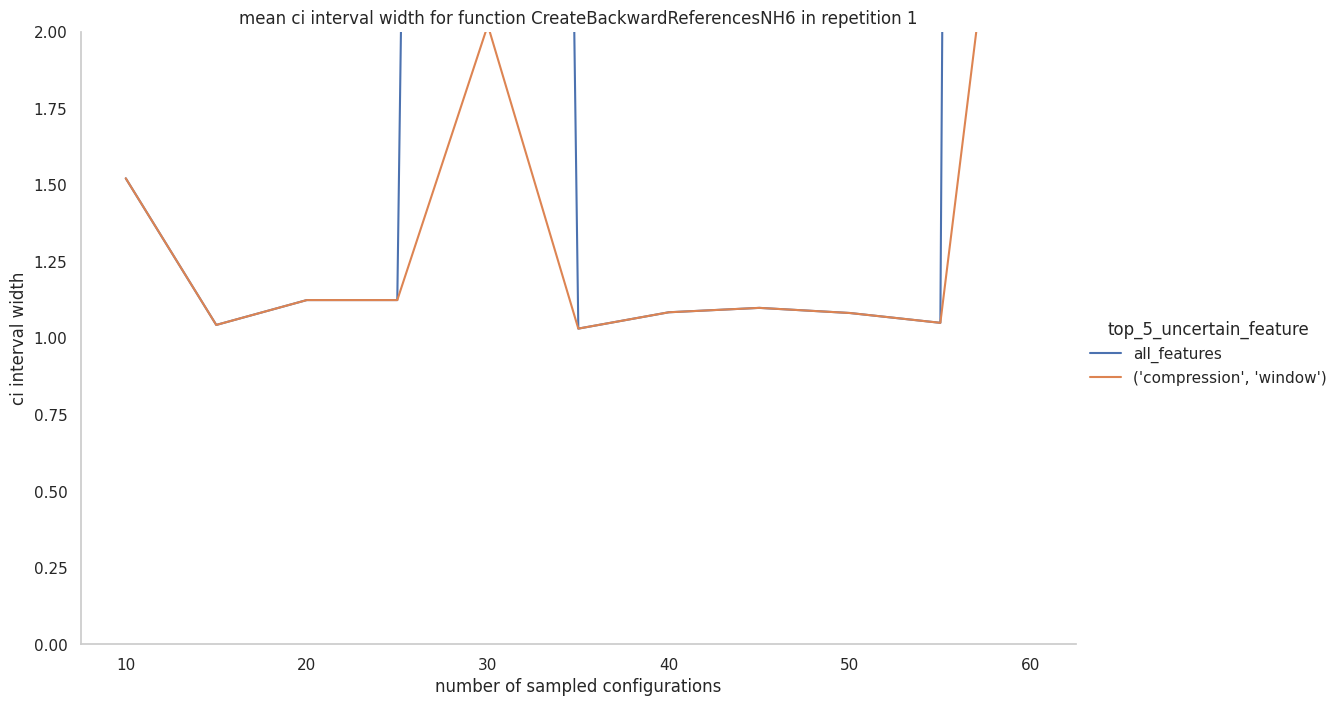 mean ci interval width for function CreateBackwardReferencesNH6 in repetition 1
2.00
1.75
1.50
1.25
1.00
0.75
0.50
0.25
0.00
ci interval width
10
20
30
40
50
60
number of sampled configurations
top_5_uncertain_feature
all_features
('compression', 'window')